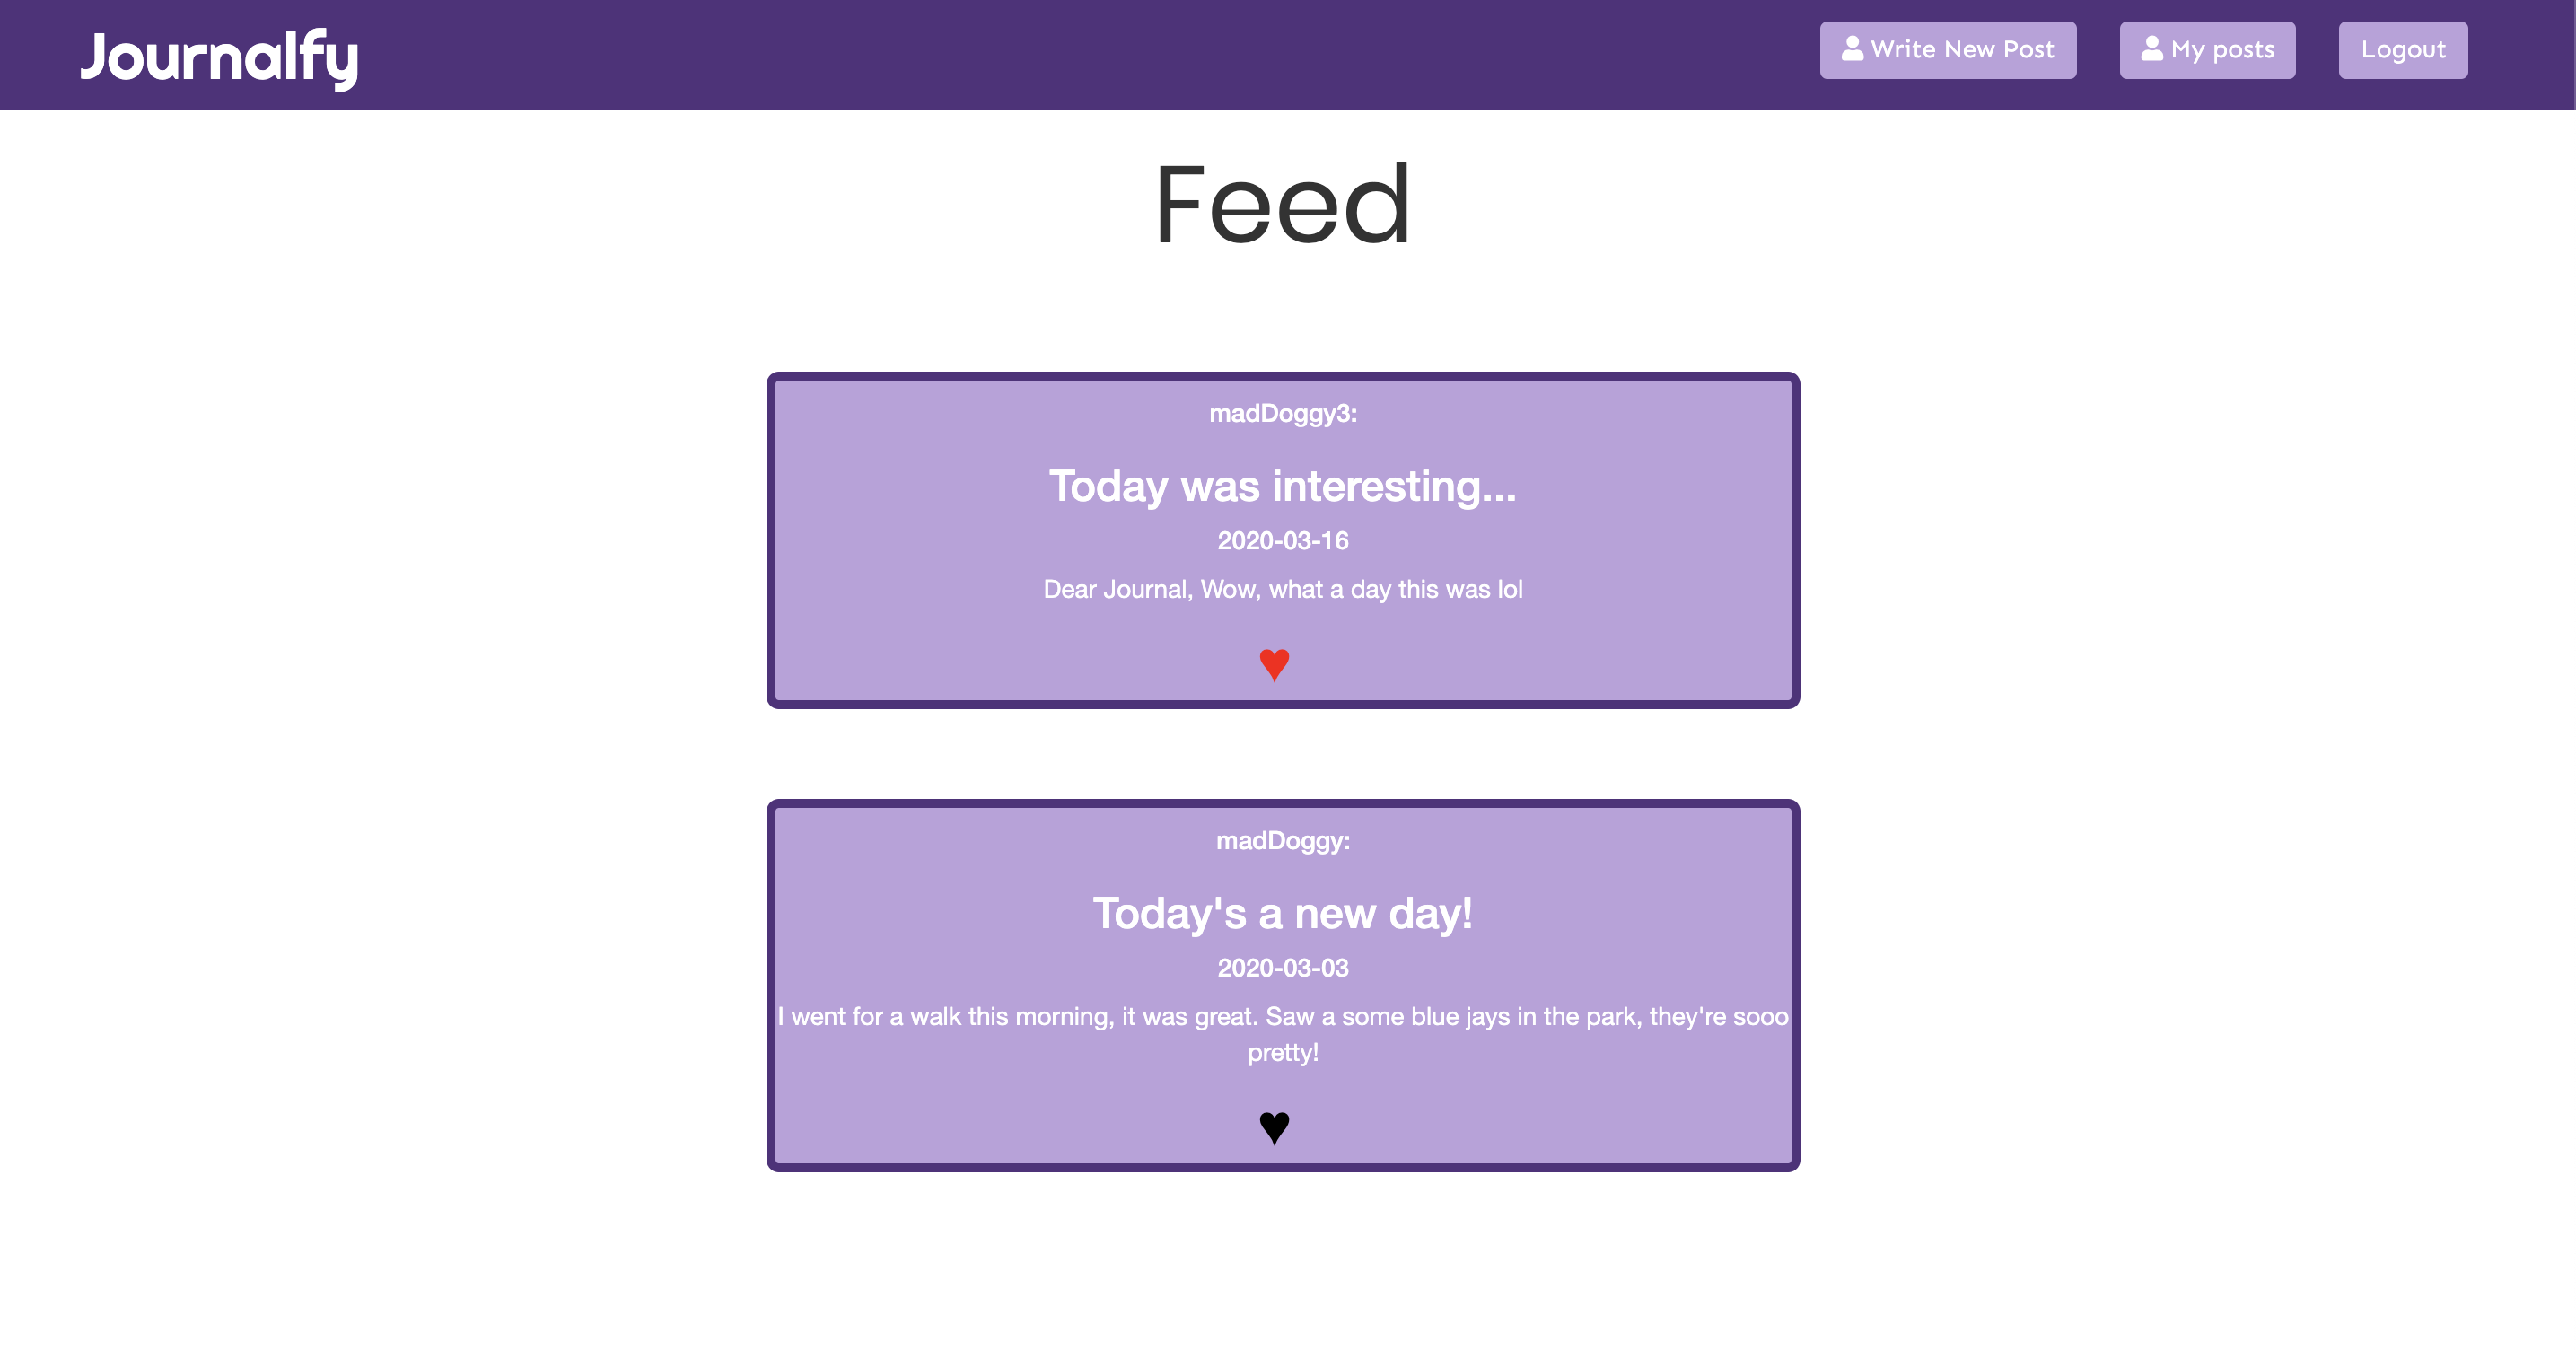 Journalfy
Write New Post
My posts
Logout
Feed
madDoggy3:
Today was interesting...
2020-03-16
Dear Journal, Wow, what a day this was lol
madDoggy:
Today's a new day!
2020-03-03
I went for a walk this morning, it was great. Saw a some blue jays in the park, they're sooo
pretty!